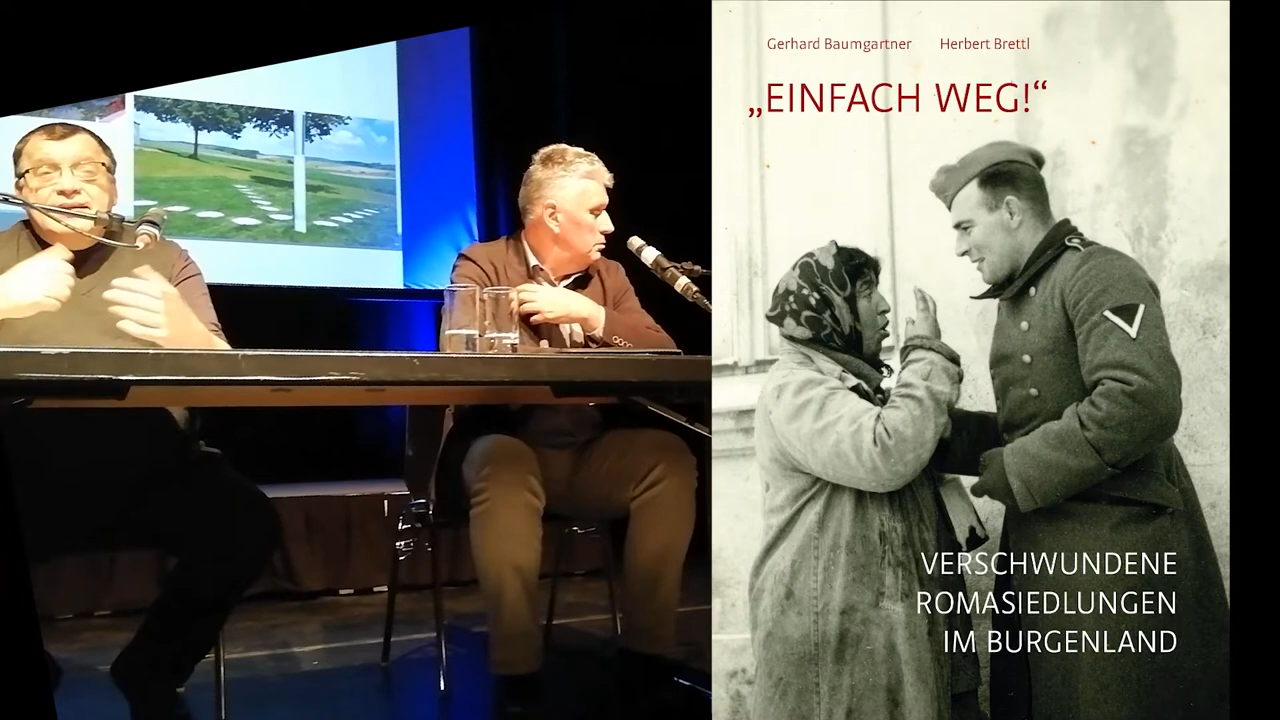 Gerhard Baumgartner Herbert Brettl
„EINFACH WEG!“
VERSCHWUNDENE
ROMASIEDLUNGEN
IM BURGENLAND